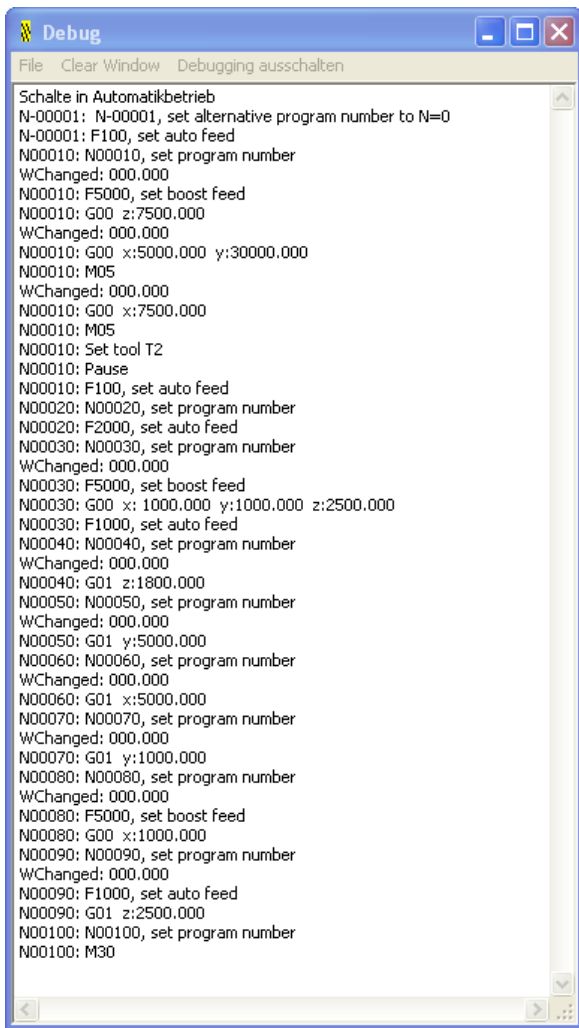 Debug
File Clear Window Debugging ausschalten
Schalte in Automatikbetrieb
N-00001: N-00001, set alternative program number to N=0
N-00001: F100, set auto feed
N00010: N00010, set program number
WChanged: 000.000
N00010: F5000, set boost feed
N00010: G00 z:7500.000
WChanged: 000.000
N00010: G00 x:5000.000 y:30000.000
N00010: M05
WChanged: 000.000
N00010: G00 x:7500.000
N00010: M05
N00010: Set tool T2
N00010: Pause
N00010: F100, set auto feed
N00020: N00020, set program number
N00020: F2000, set auto feed
N00030: N00030, set program number
WChanged: 000.000
N00030: F5000, set boost feed
N00030: G00 x: 1000.000 y:1000.000 z:2500.000
N00030: F1000, set auto feed
N00040: N00040, set program number
WChanged: 000.000
N00040: G01 z:1800.000
N00050: N00050, set program number
WChanged: 000.000
N00050: G01 y:5000.000
N00060: N00060, set program number
WChanged: 000.000
N00060: G01 x:5000.000
N00070: N00070, set program number
WChanged: 000.000
N00070: G01 y:1000.000
N00080: N00080, set program number
WChanged: 000.000
N00080: F5000, set boost feed
N00080: G00 x:1000.000
N00090: N00090, set program number
WChanged: 000.000
N00090: F1000, set auto feed
N00090: G01 z:2500.000
N00100: N00100, set program number
N00100: M30